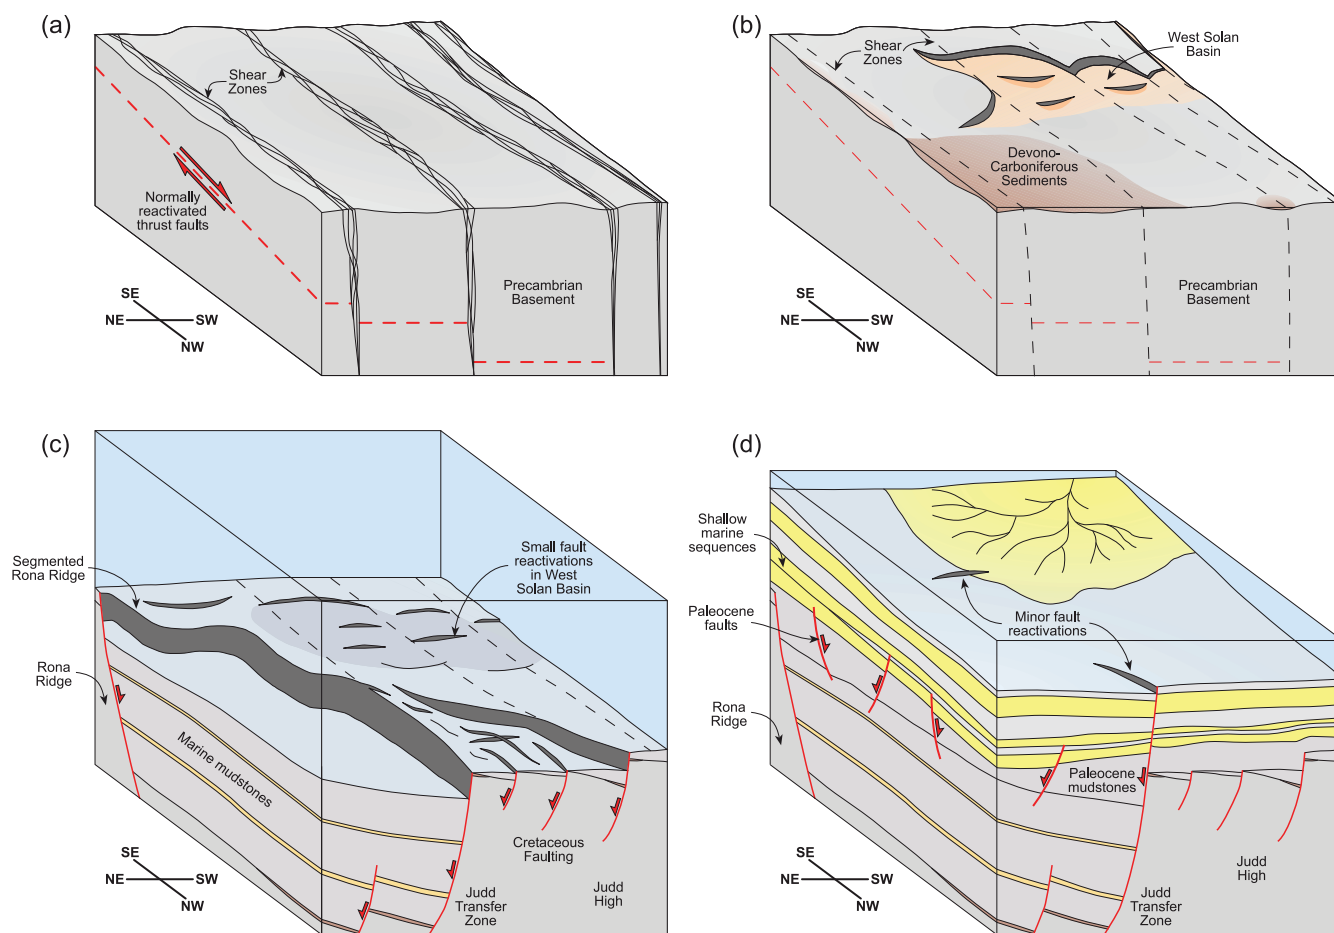 (a)
Shear
Zones
Normally
reactivated
thrust faults
Precambrian
Basement
SE
NE
SW
NW
(b)
Shear
Zones
West Solan
Basin
Devono-
Carboniferous
Sediments
Precambrian
Basement
SE
NE
SW
NW
(c)
Segmented
Rona Ridge
Small fault
reactivations
in West
Solan Basin
Rona
Ridge
Marine mudstones
Cretaceous
Faulting
Judd
Transfer
Zone
Judd
High
SE
NE
SW
NW
(d)
Shallow
marine
sequences
Paleocene
faults
Minor fault
reactivations
Rona
Ridge
Paleocene
mudstones
Judd
High
Judd
Transfer
Zone
SE
NE
SW
NW